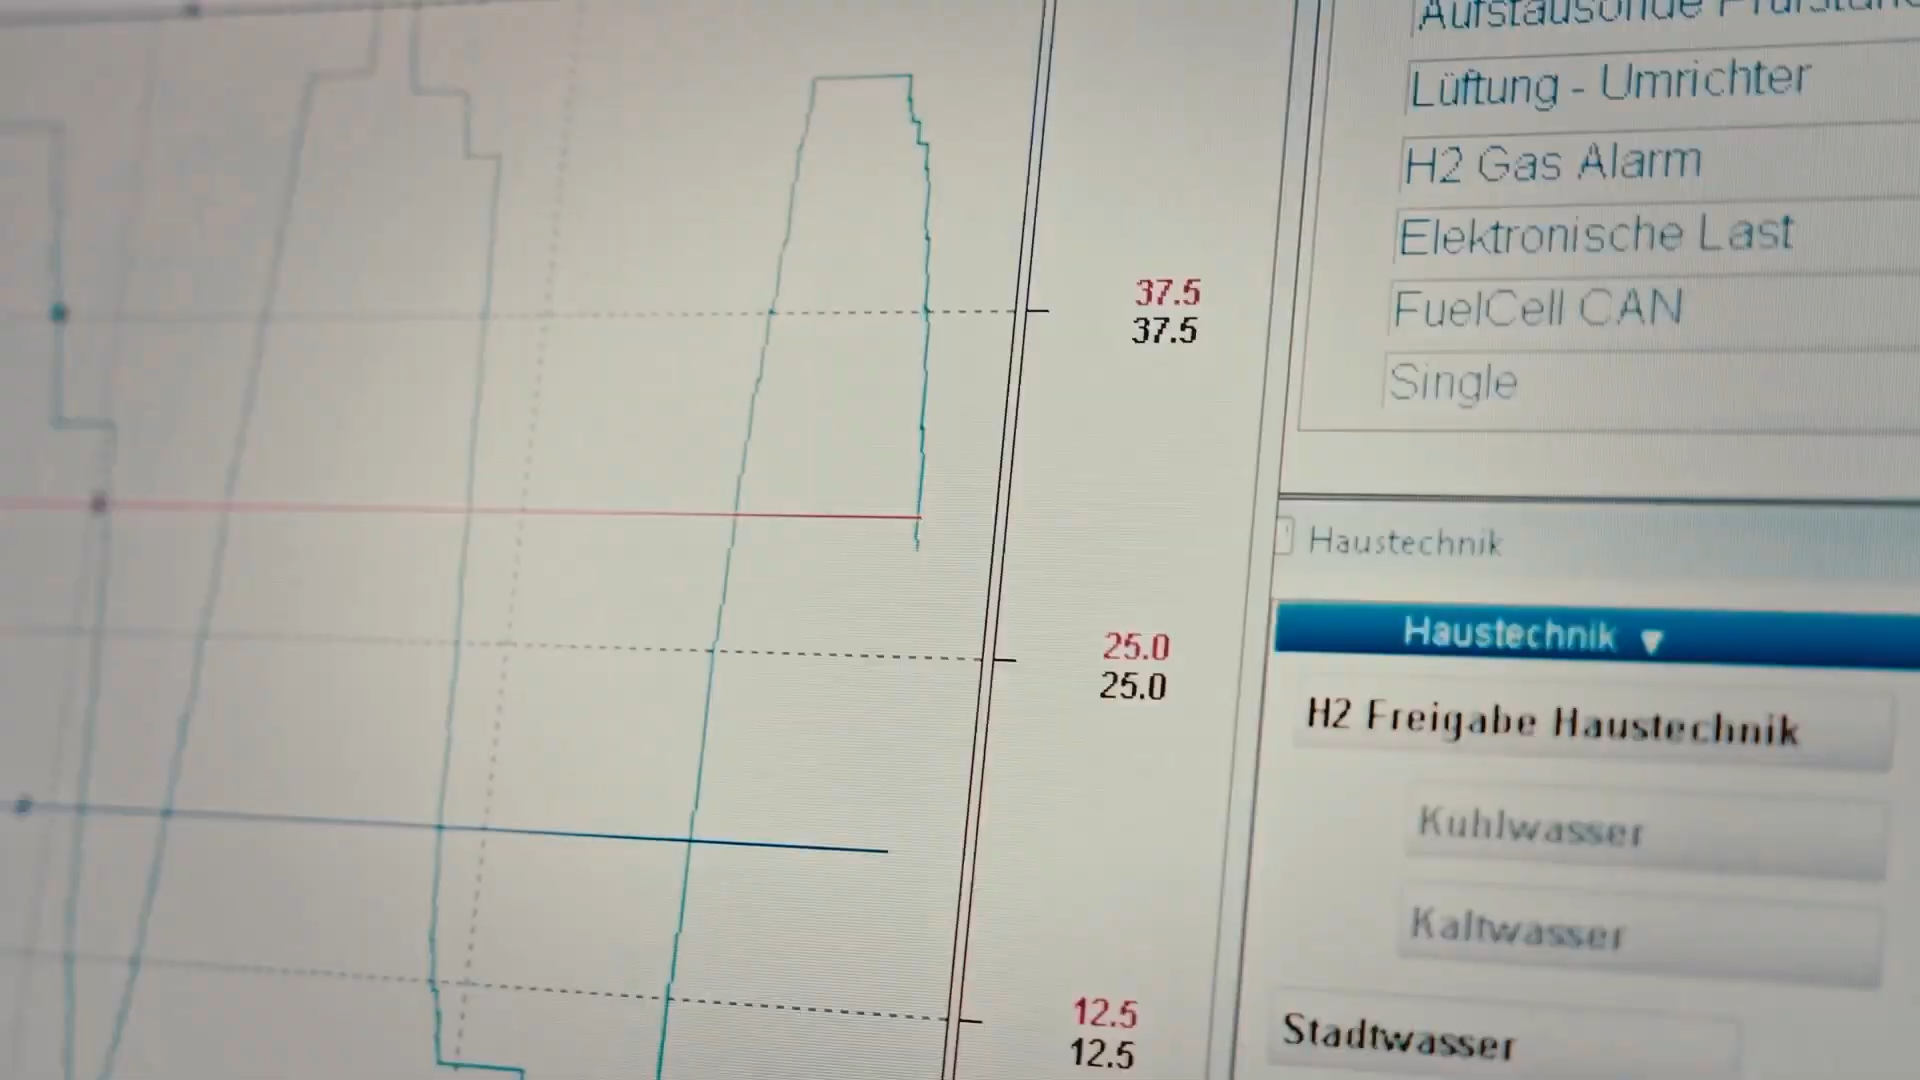 Lüftung - Umrichter
H2 Gas Alarm
Elektronische Last
FuelCell CAN
Single
37.5
37.5
Haustechnik
Haustechnik ▼
25.0
25.0
H2 Freigabe Haustechnik
Kuhlwasser
Kaltwasser
12.5
12.5
Stadtwasser